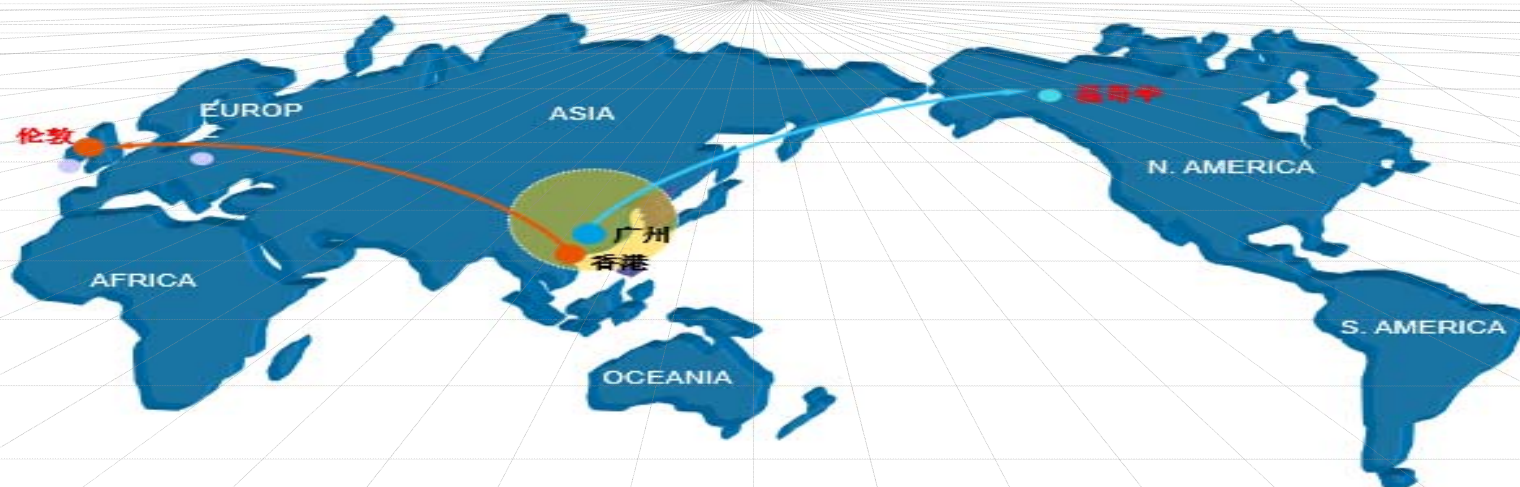 EUROP
ASIA
伦敦
N. AMERICA
广州
香港
AFRICA
S. AMERICA
OCEANIA